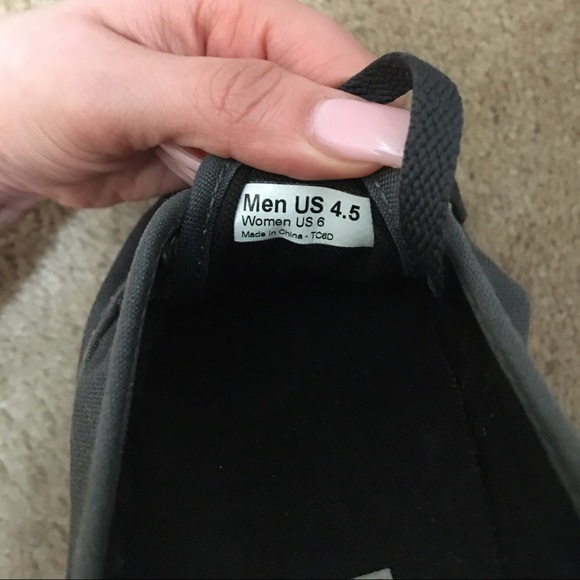 Men US 4.5
Women US 6
Made in China - TC6D